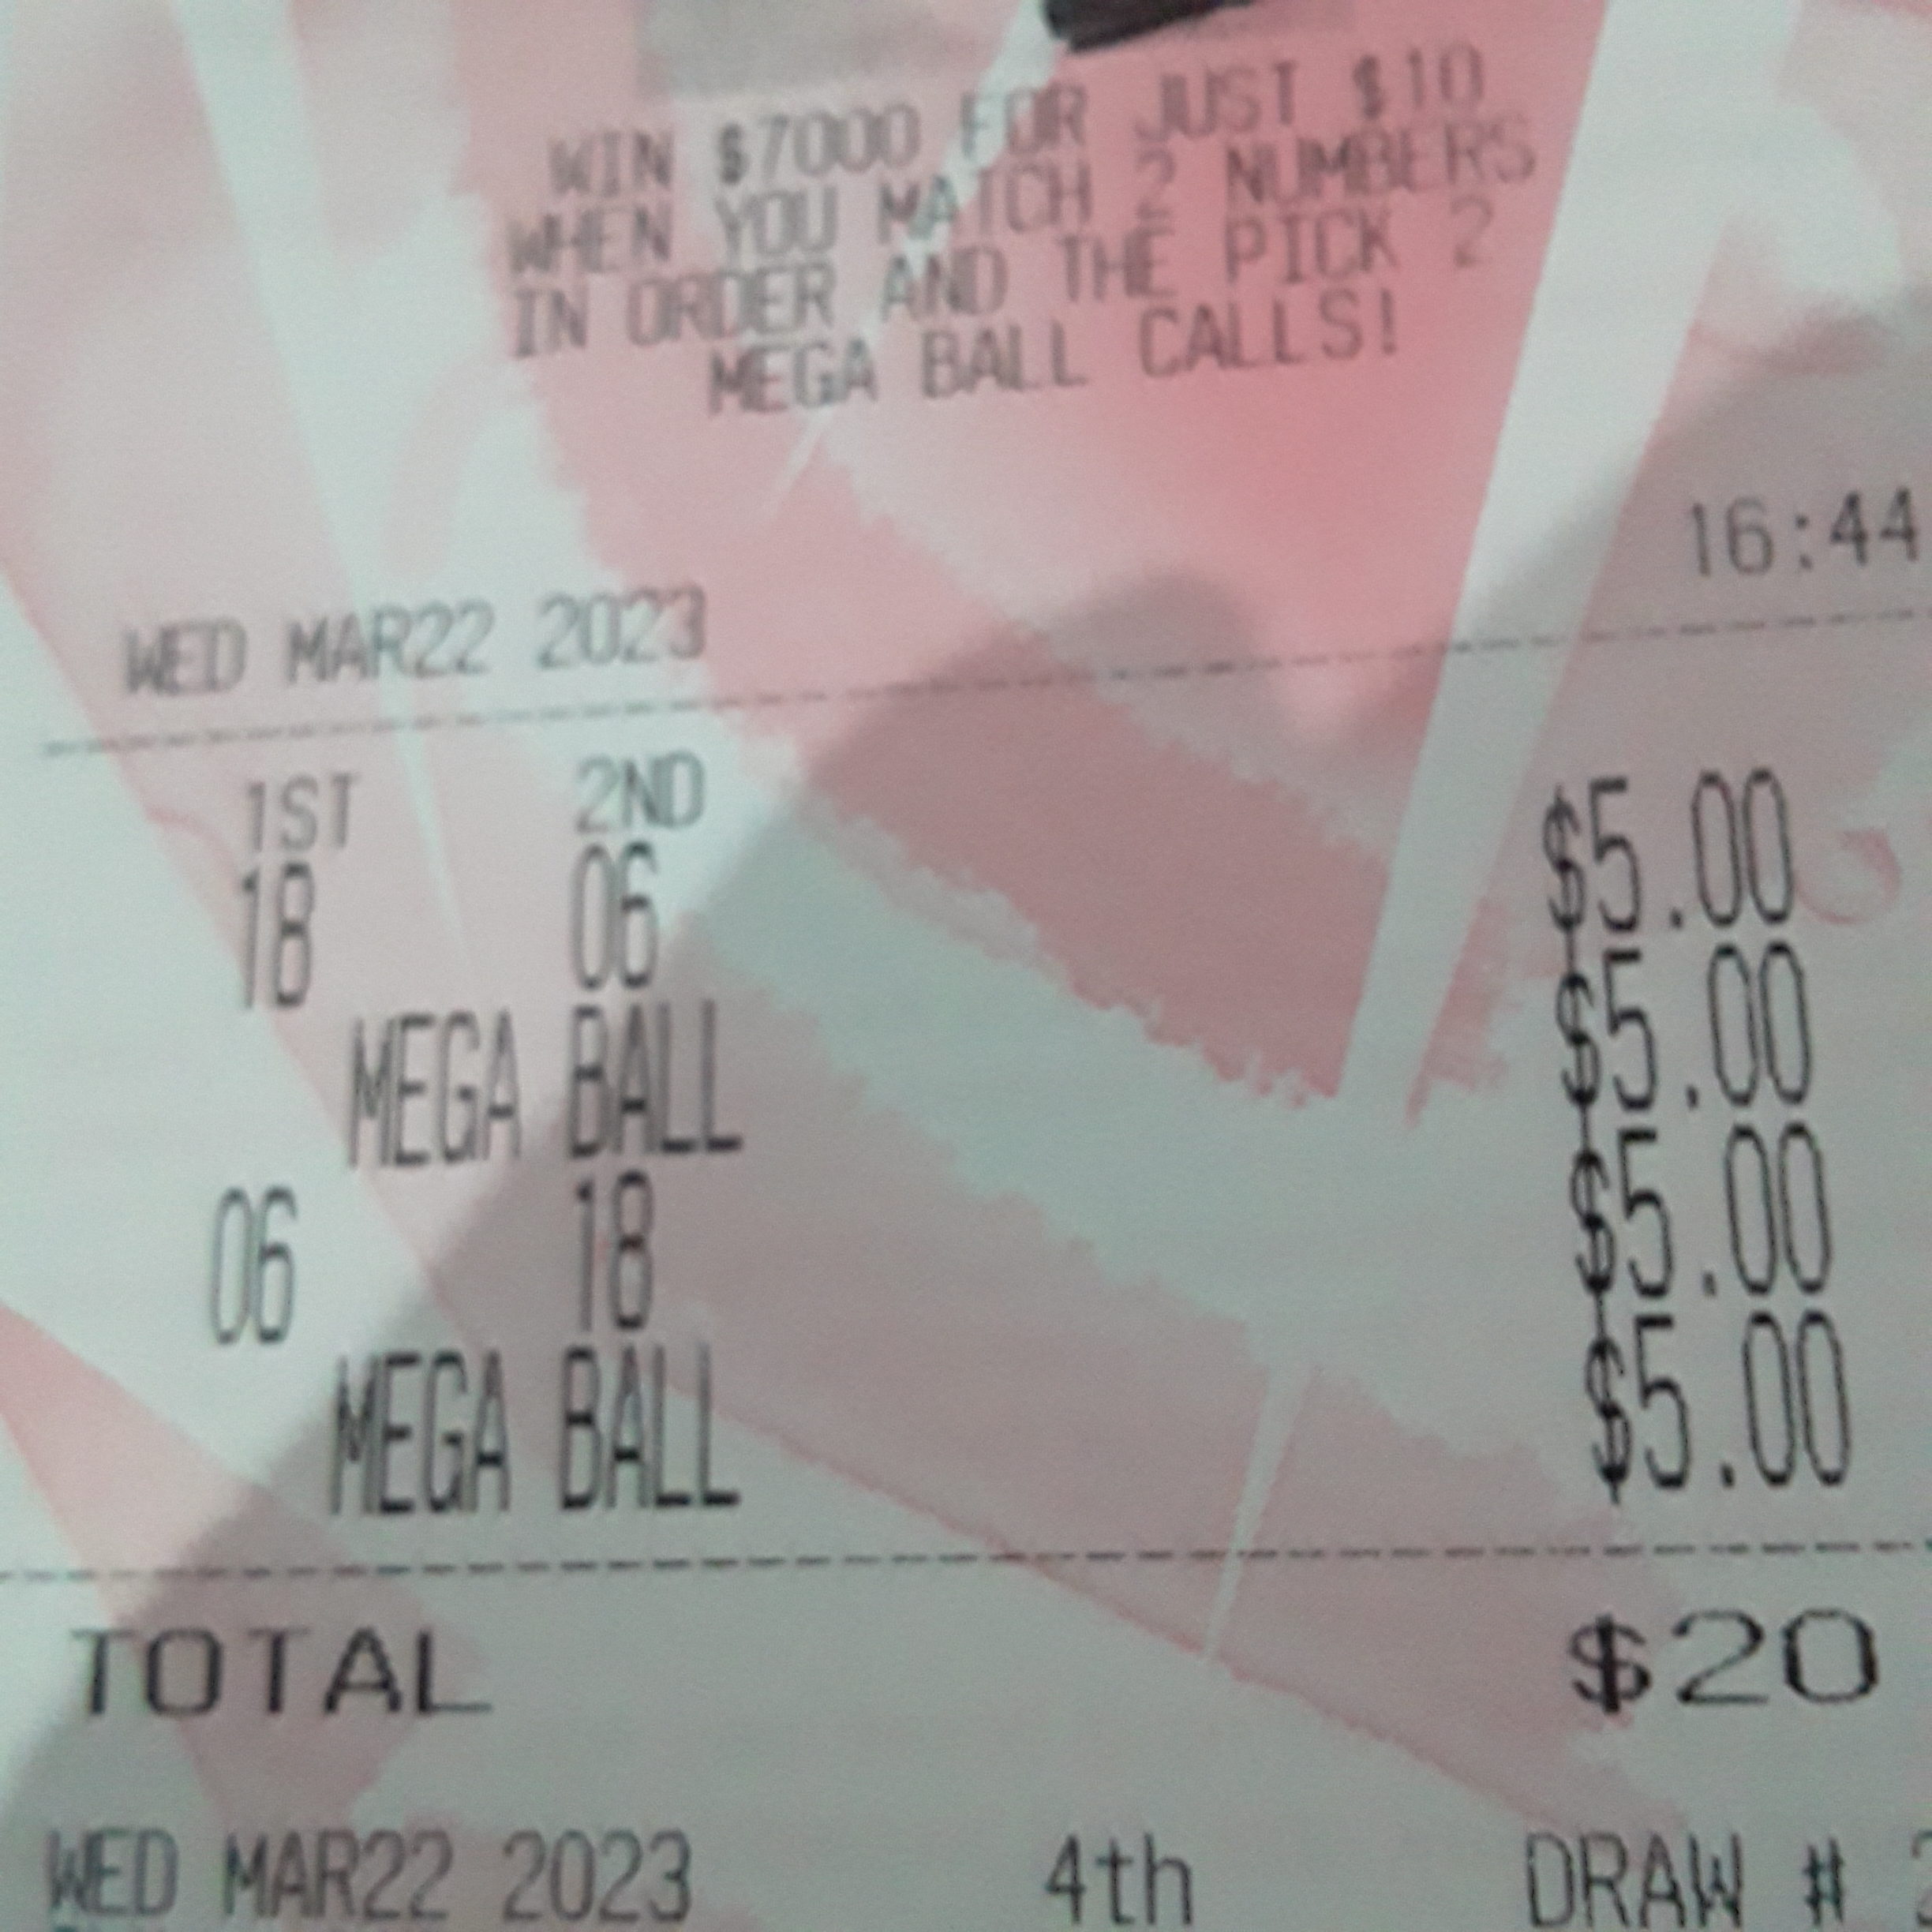 WIN $7000 FOR JUST $10
WHEN YOU MATCH 2 NUMBERS
IN ORDER AND THE PICK 2
MEGA BALL CALLS!
WED MAR22 2023 16:44
1ST 2ND
18 06 $5.00
MEGA BALL $5.00
06 18 $5.00
MEGA BALL $5.00
TOTAL $20
WED MAR22 2023 4th DRAW #